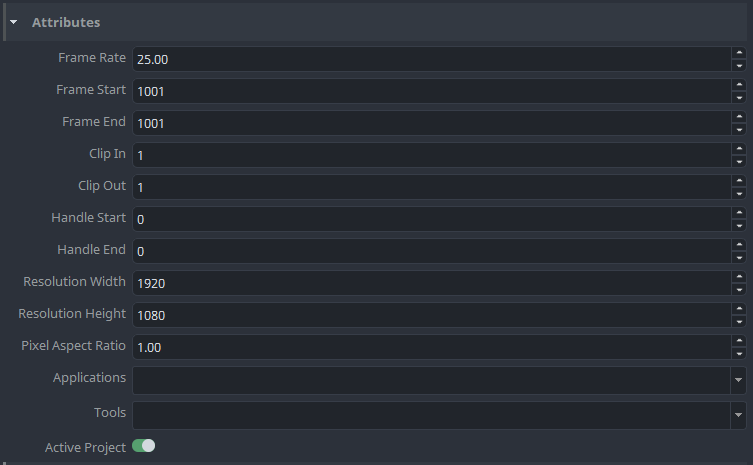 Attributes
Frame Rate 25.00
Frame Start 1001
Frame End 1001
Clip In 1
Clip Out 1
Handle Start 0
Handle End 0
Resolution Width 1920
Resolution Height 1080
Pixel Aspect Ratio 1.00
Applications
Tools
Active Project